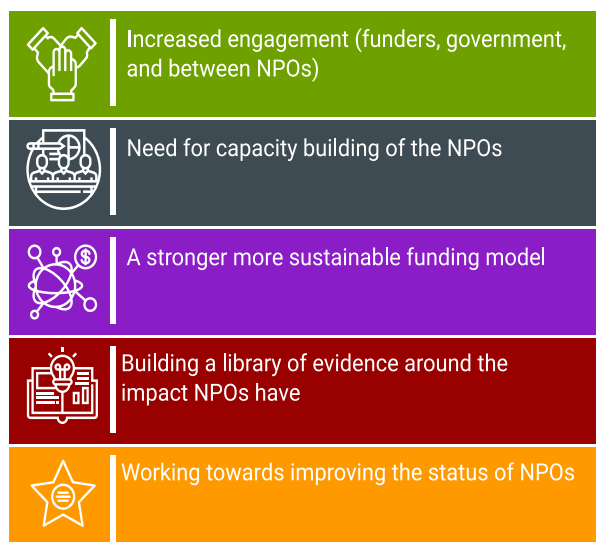 Increased engagement (funders, government,
and between NPOs)
Need for capacity building of the NPOs
$
A stronger more sustainable funding model
Building a library of evidence around the
impact NPOs have
Working towards improving the status of NPOs